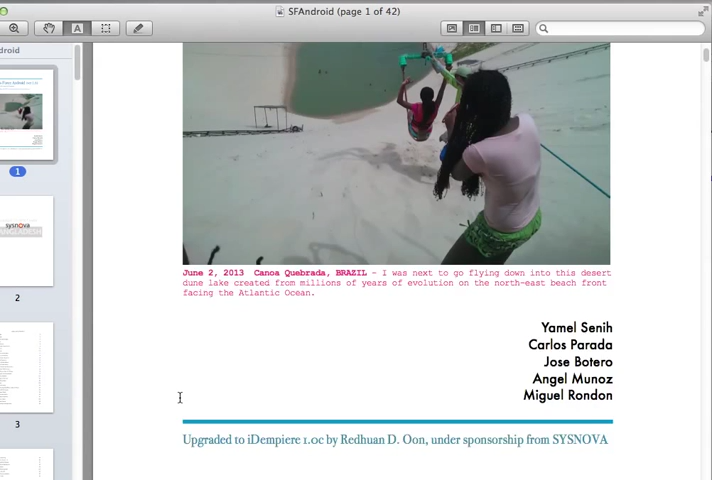 SFAndroid (page 1 of 42)
droid
1
sysnova
2
3
June 2, 2013 Canoa Quebrada, BRAZIL - I was next to go flying down into this desert
dune lake created from millions of years of evolution on the north-east beach front
facing the Atlantic Ocean.
Yamel Senih
Carlos Parada
Jose Botero
Angel Munoz
Miguel Rondon
Upgraded to iDempiere 1.0c by Redhuan D. Oon, under sponsorship from SYSNOVA